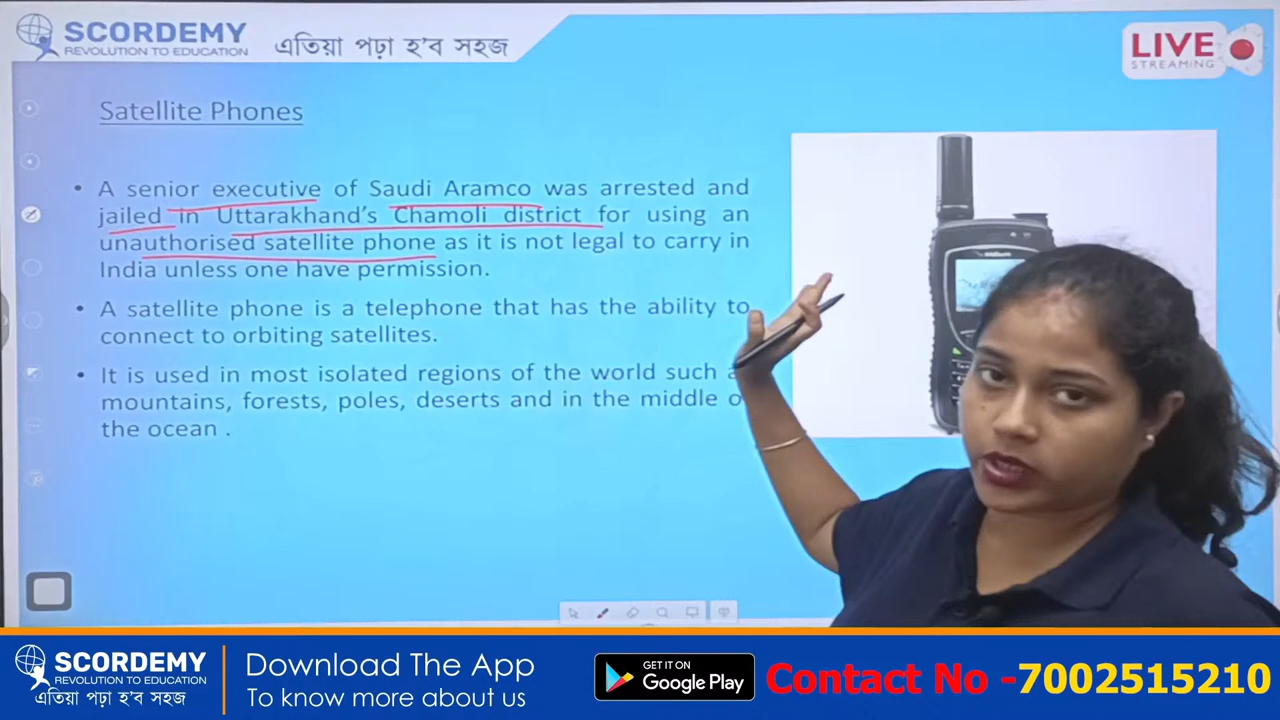 SCORDEMY
REVOLUTION TO EDUCATION
এতিয়া পঢ়া হ'ব সহজ
LIVE
STREAMING
Satellite Phones
• A senior executive of Saudi Aramco was arrested and
jailed in Uttarakhand's Chamoli district for using an
unauthorised satellite phone as it is not legal to carry in
India unless one have permission.
• A satellite phone is a telephone that has the ability to
connect to orbiting satellites.
• It is used in most isolated regions of the world such
mountains, forests, poles, deserts and in the middle
the ocean .
SCORDEMY
REVOLUTION TO EDUCATION
এতিয়া পঢ়া হ'ব সহজ
Download The App
To know more about us
GET IT ON
Google Play
Contact No -7002515210